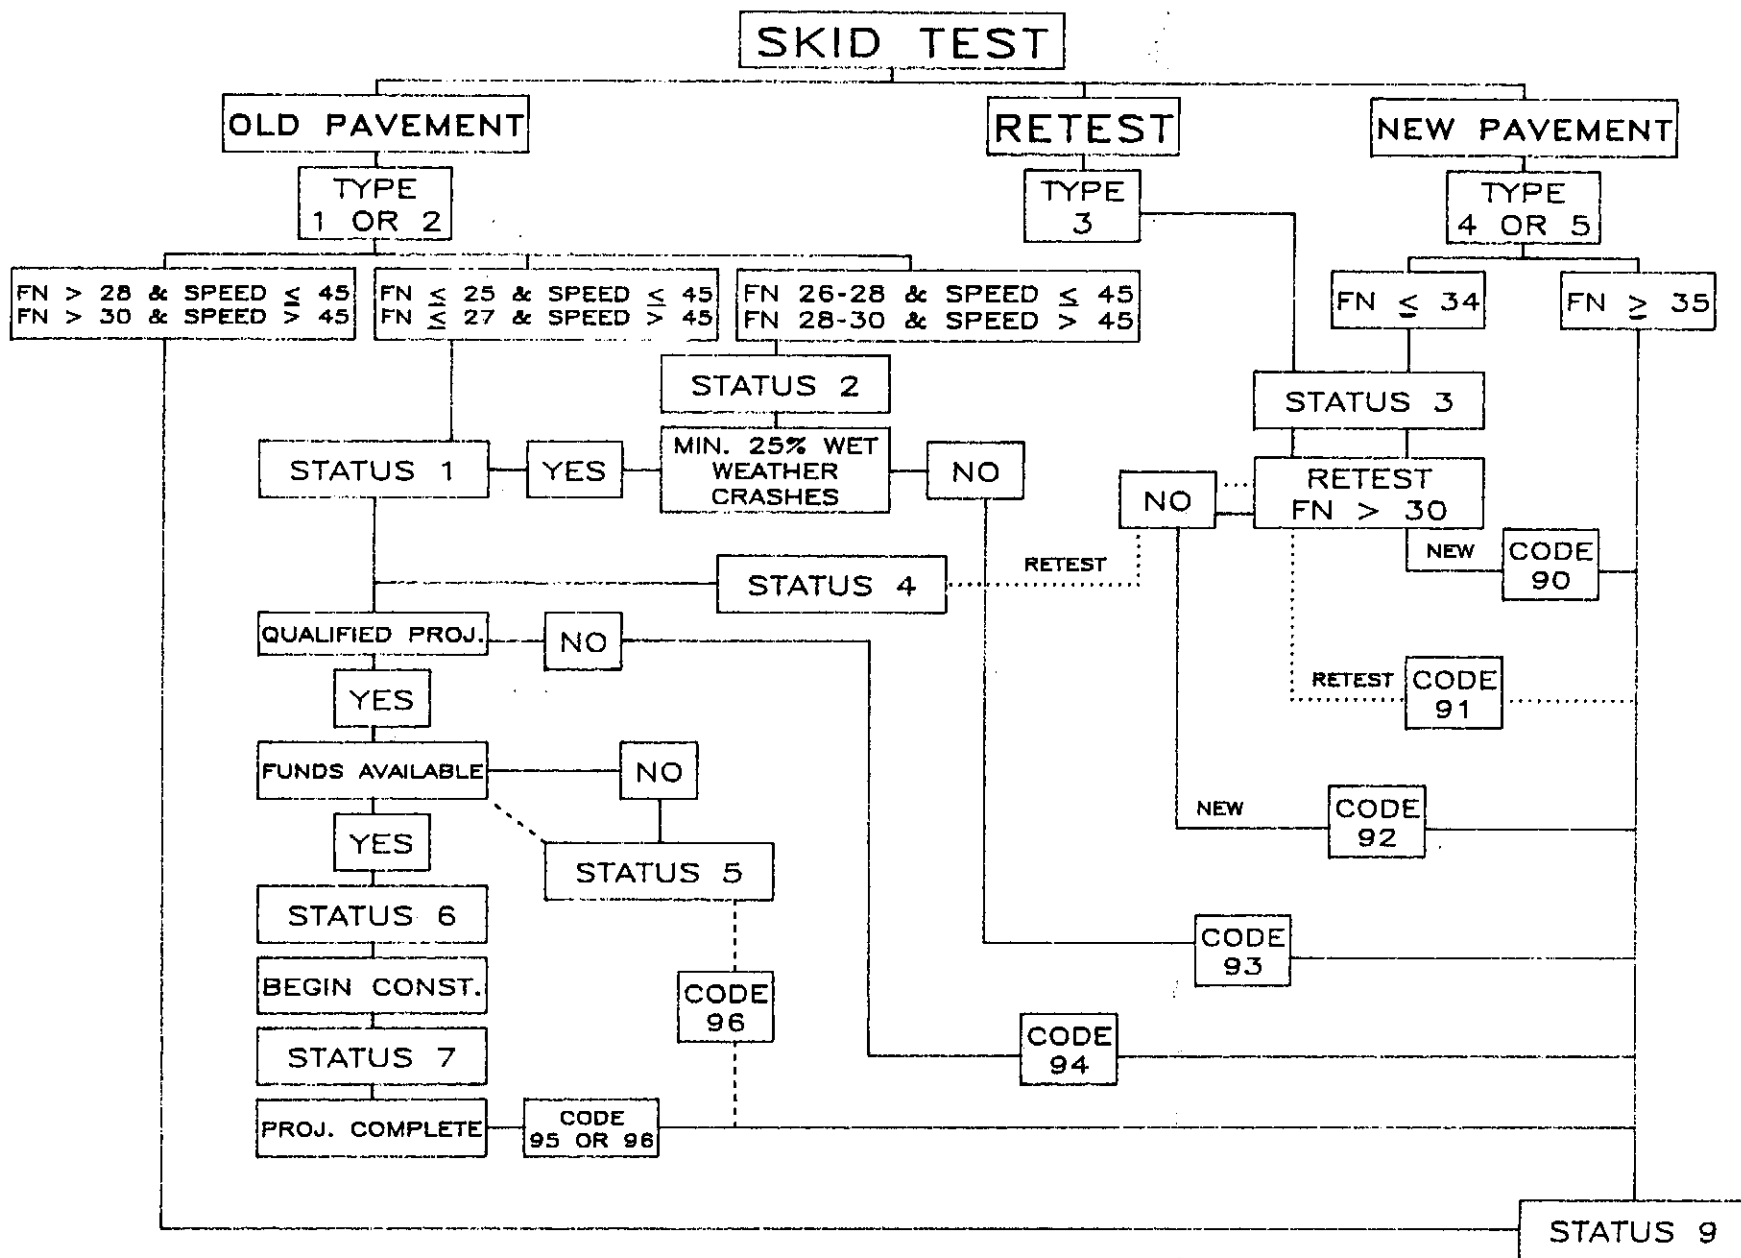 SKID TEST
OLD PAVEMENT
RETEST
NEW PAVEMENT
TYPE
1 OR 2
TYPE
3
TYPE
4 OR 5
FN > 28 & SPEED ≤ 45
FN > 30 & SPEED > 45
FN ≤ 25 & SPEED ≤ 45
FN ≤ 27 & SPEED > 45
FN 26-28 & SPEED ≤ 45
FN 28-30 & SPEED > 45
FN ≤ 34
FN ≥ 35
STATUS 2
STATUS 3
STATUS 1
YES
MIN. 25% WET
WEATHER
CRASHES
NO
NO
RETEST
FN > 30
NEW
CODE
90
STATUS 4
RETEST
QUALIFIED PROJ.
NO
YES
RETEST
CODE
91
FUNDS AVAILABLE
NO
YES
NEW
CODE
92
STATUS 5
STATUS 6
CODE
93
BEGIN CONST.
CODE
96
STATUS 7
CODE
94
PROJ. COMPLETE
CODE
95 OR 96
STATUS 9